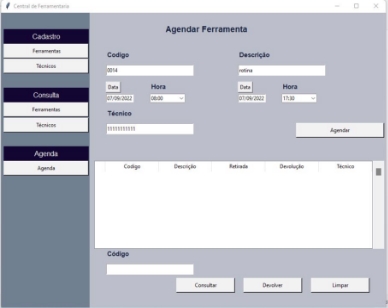 Central de Ferramentaria
Agendar Ferramenta
Cadastro
Ferramentas
Técnicos
Consulta
Ferramentas
Técnicos
Agenda
Agenda
Codigo
Descrição
0014
retina
Data
Hora
Data
Hora
07/09/2022
08:00
07/09/2022
17:30
Técnico
11111111111
Agendar
Codigo Descrição Retirada Devolução Técnico
Código
Consultar
Devolver
Limpar